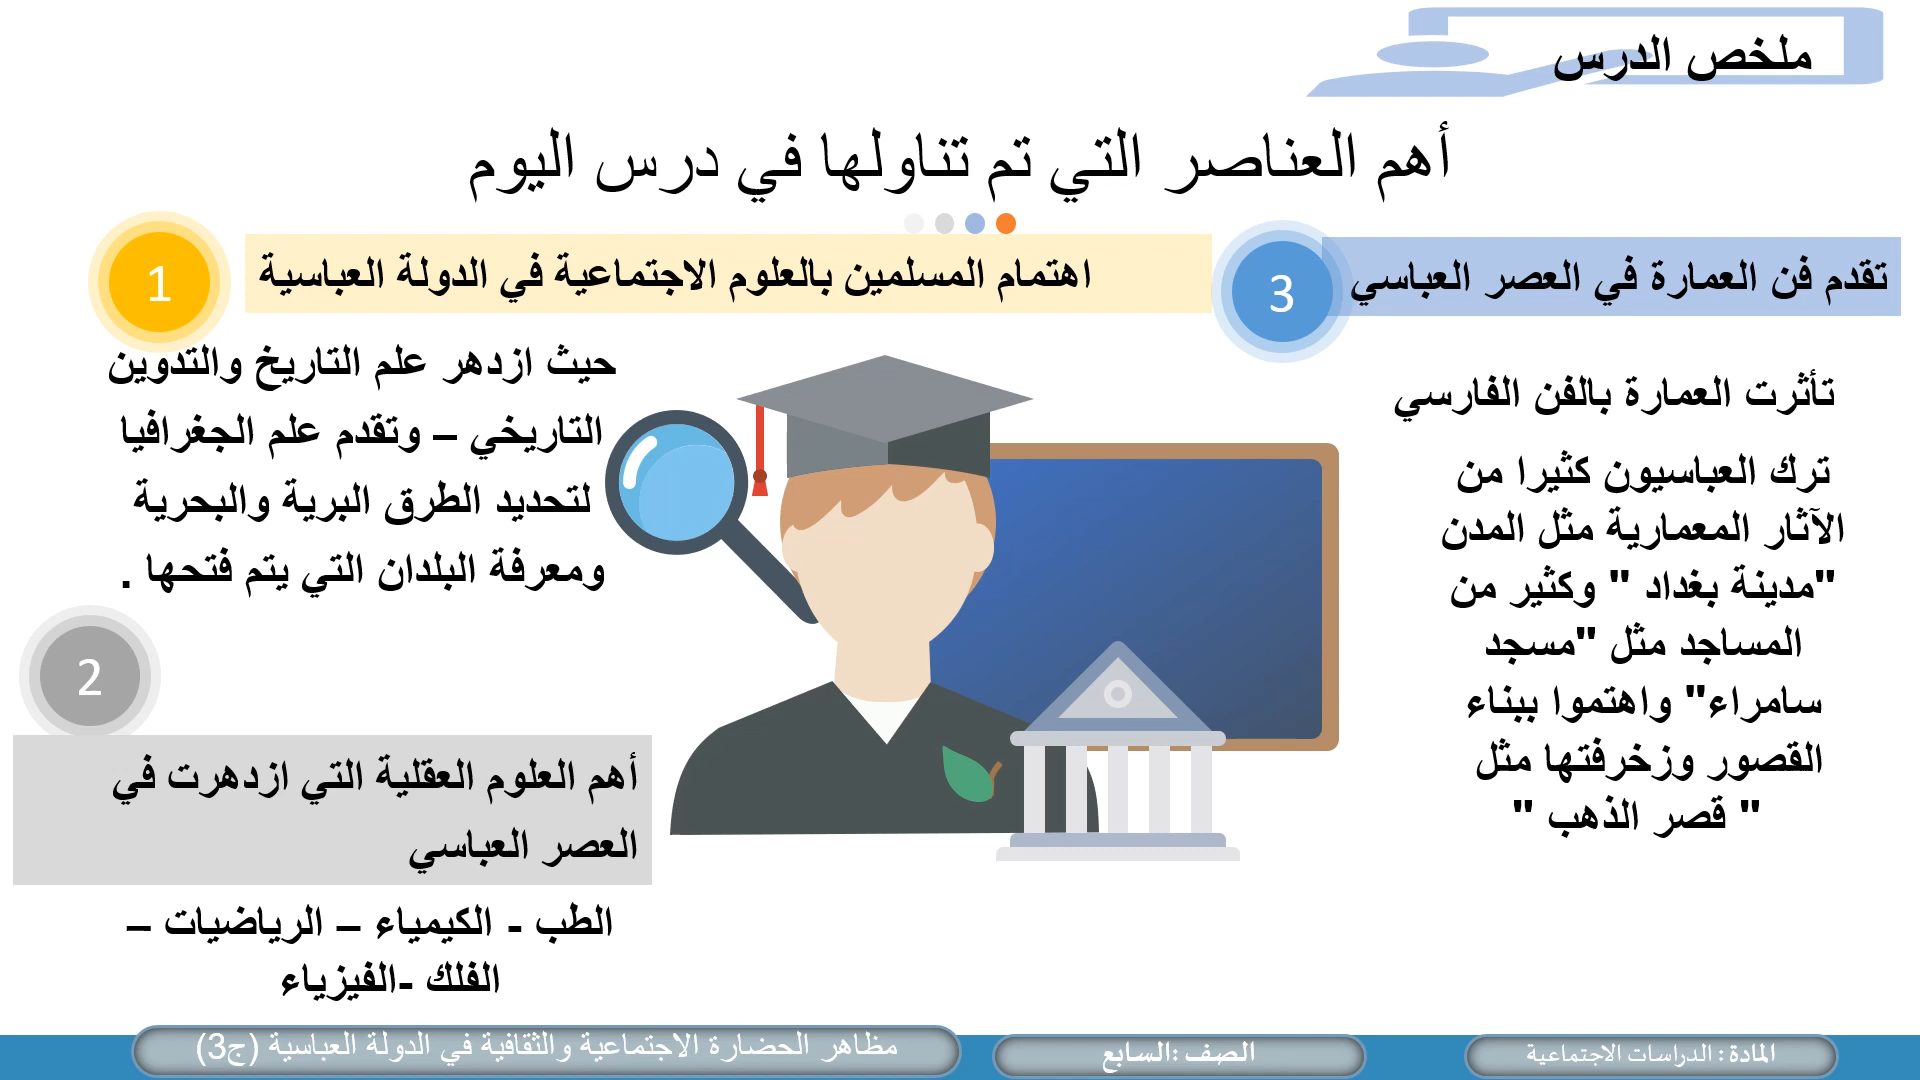 ملخص الدرس
أهم العناصر التي تم تناولها في درس اليوم
1
اهتمام المسلمين بالعلوم الاجتماعية في الدولة العباسية
حيث ازدهر علم التاريخ والتدوين
التاريخي – وتقدم علم الجغرافيا
لتحديد الطرق البرية والبحرية
ومعرفة البلدان التي يتم فتحها .
2
أهم العلوم العقلية التي ازدهرت في
العصر العباسي
الطب - الكيمياء – الرياضيات –
الفلك -الفيزياء
3
تقدم فن العمارة في العصر العباسي
تأثرت العمارة بالفن الفارسي
ترك العباسيون كثيرا من
الآثار المعمارية مثل المدن
"مدينة بغداد " وكثير من
المساجد مثل "مسجد
سامراء" واهتموا ببناء
القصور وزخرفتها مثل
" قصر الذهب "
المادة : الدراسات الاجتماعية
الصف :السابع
مظاهر الحضارة الاجتماعية والثقافية في الدولة العباسية (ج3)